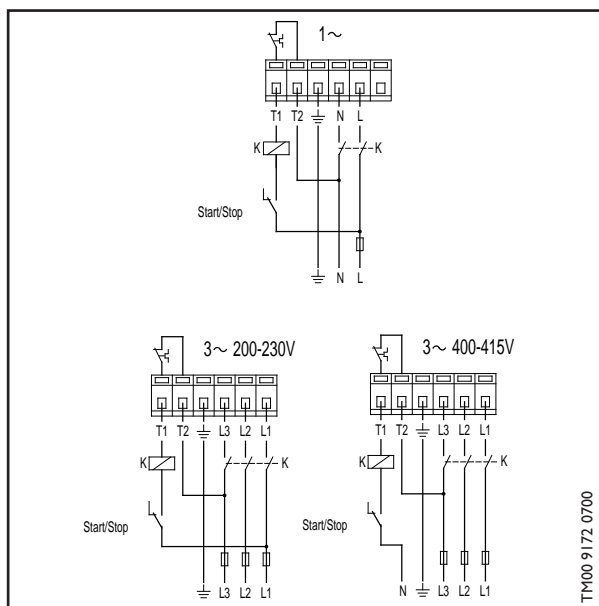 1~
T1 T2 N L
K K
Start/Stop
N L
3~ 200-230V
T1 T2 L3 L2 L1
K K
Start/Stop
L3 L2 L1
3~ 400-415V
T1 T2 L3 L2 L1
K K
Start/Stop
N L3 L2 L1
TM00 9172 0700